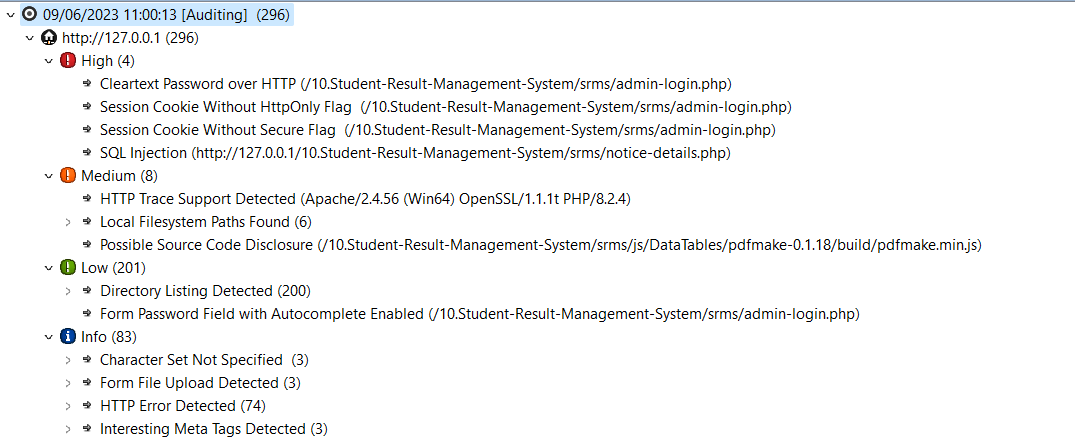 09/06/2023 11:00:13 [Auditing] (296)
http://127.0.0.1 (296)
High (4)
Cleartext Password over HTTP (/10.Student-Result-Management-System/srms/admin-login.php)
Session Cookie Without HttpOnly Flag (/10.Student-Result-Management-System/srms/admin-login.php)
Session Cookie Without Secure Flag (/10.Student-Result-Management-System/srms/admin-login.php)
SQL Injection (http://127.0.0.1/10.Student-Result-Management-System/srms/notice-details.php)
Medium (8)
HTTP Trace Support Detected (Apache/2.4.56 (Win64) OpenSSL/1.1.1t PHP/8.2.4)
Local Filesystem Paths Found (6)
Possible Source Code Disclosure (/10.Student-Result-Management-System/srms/js/DataTables/pdfmake-0.1.18/build/pdfmake.min.js)
Low (201)
Directory Listing Detected (200)
Form Password Field with Autocomplete Enabled (/10.Student-Result-Management-System/srms/admin-login.php)
Info (83)
Character Set Not Specified (3)
Form File Upload Detected (3)
HTTP Error Detected (74)
Interesting Meta Tags Detected (3)